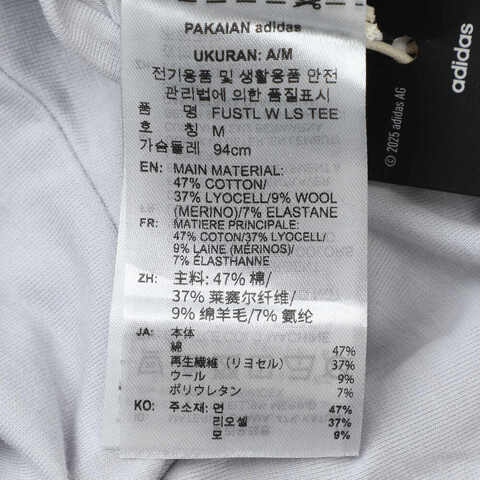 PAKAIAN adidas
UKURAN: A/M
전기용품 및 생활용품 안전
관리법에 의한 품질표시
품 명 FUSTL W LS TEE
호 칭 M
가슴둘레 94cm
EN: MAIN MATERIAL:
47% COTTON/
37% LYOCELL/9% WOOL
(MERINO)/7% ELASTANE
FR: MATIERE PRINCIPALE:
47% COTON/37% LYOCELL/
9% LAINE (MÉRINOS)/
7% ÉLASTHANNE
ZH: 主料: 47% 棉/
37% 莱赛尔纤维/
9% 绵羊毛/7% 氨纶
JA: 本体
綿 47%
再生繊維（リヨセル） 37%
ウール 9%
ポリウレタン 7%
KO: 주소재: 면 47%
리오셀 37%
모 9%
adidas
© 2025 adidas AG